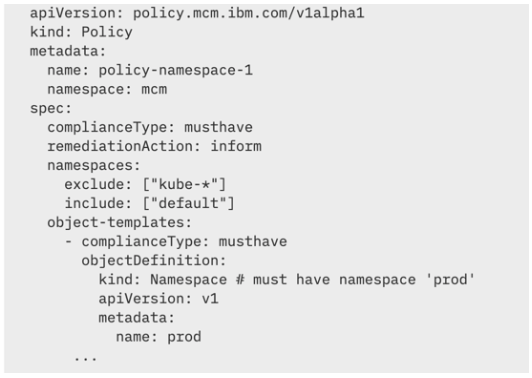 apiVersion: policy.mcm.ibm.com/v1alpha1
kind: Policy
metadata:
  name: policy-namespace-1
  namespace: mcm
spec:
  complianceType: musthave
  remediationAction: inform
  namespaces:
    exclude: ["kube-*"]
    include: ["default"]
  object-templates:
    - complianceType: musthave
      objectDefinition:
        kind: Namespace # must have namespace 'prod'
        apiVersion: v1
        metadata:
          name: prod
     ...